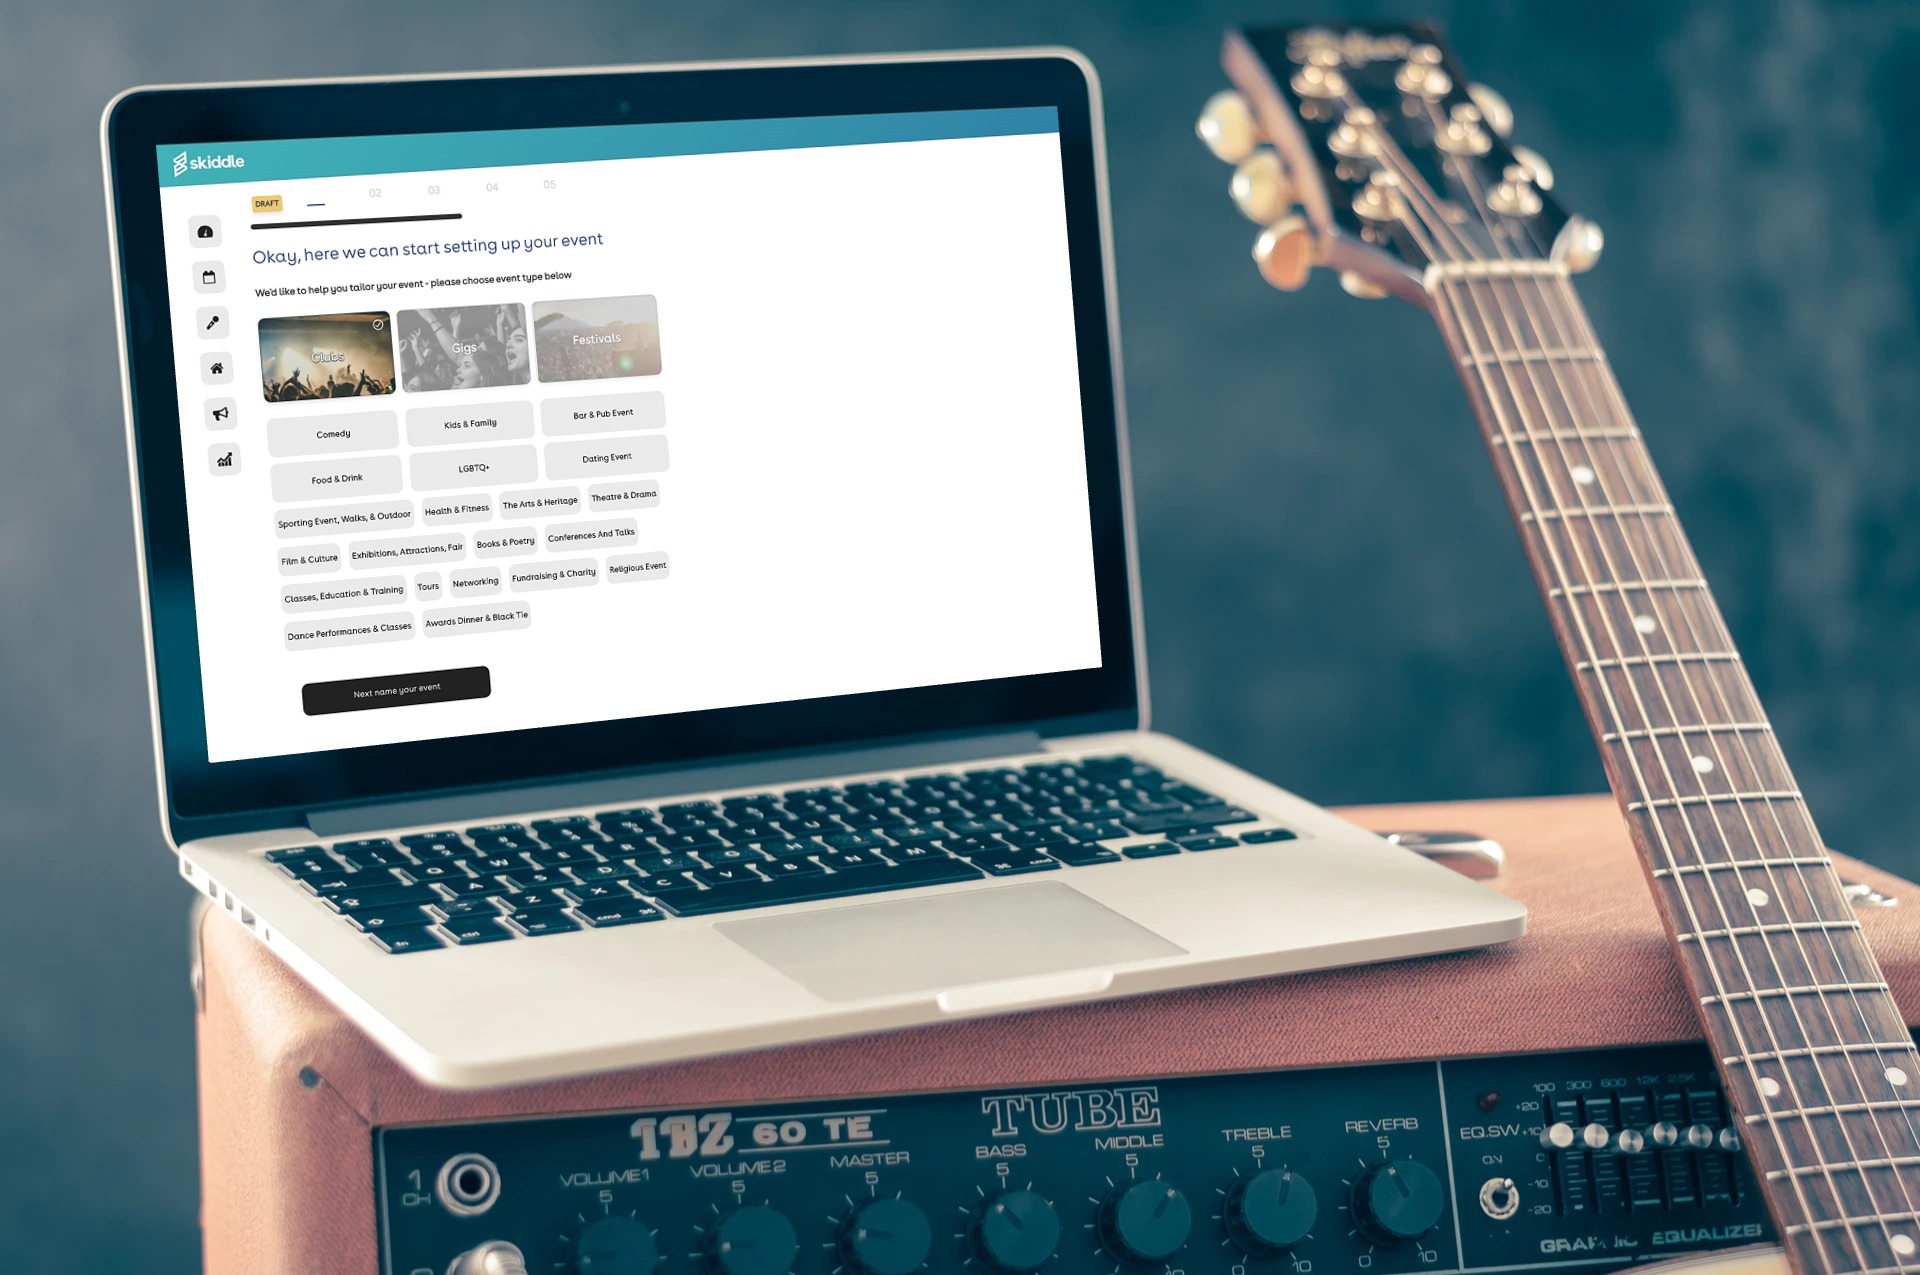 skiddle
DRAFT
02 03 04 05
Okay, here we can start setting up your event
We'd like to help you tailor your event - please choose event type below
Clubs Gigs Festivals
Comedy Kids & Family Bar & Pub Event
Food & Drink LGBTQ+ Dating Event
Sporting Event, Walks, & Outdoor Health & Fitness The Arts & Heritage Theatre & Drama
Film & Culture Exhibitions, Attractions, Fair Books & Poetry Conferences And Talks
Classes, Education & Training Tours Networking Fundraising & Charity Religious Event
Dance Performances & Classes Awards Dinner & Black Tie
Next name your event
60 TE TUBE
1
CH
VOLUME1 VOLUME2 MASTER BASS MIDDLE TREBLE REVERB
5 5 5 5 5 5 5
0 10 0 10
100 300 600 1.2K 2.5K
+20
EQ.SW +10
ON 0
-10
-20
GRAPHIC EQUALIZER